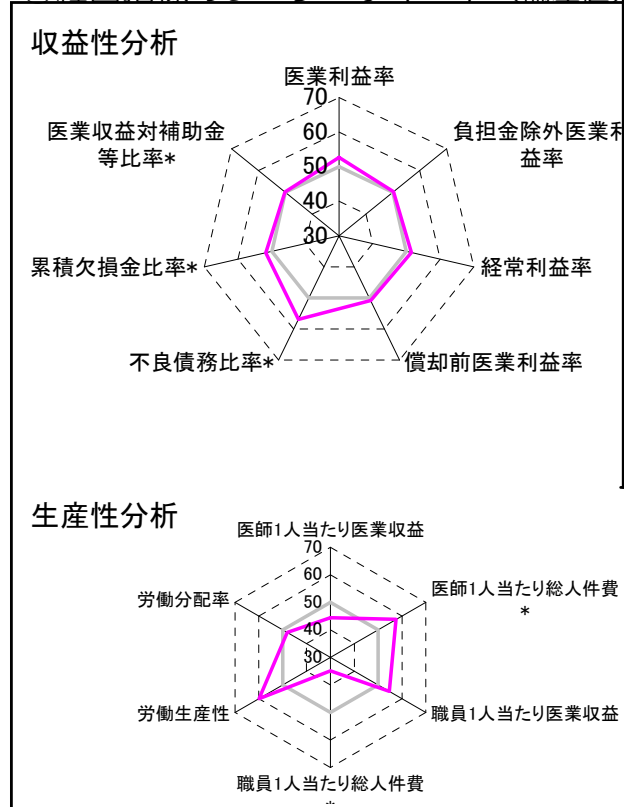 収益性分析
医業利益率
70
医業収益対補助金
等比率*
60
負担金除外医業利
益率
50
40
30
累積欠損金比率*
経常利益率
不良債務比率*
償却前医業利益率
生産性分析
医師1人当たり医業収益
70
60
労働分配率
医師1人当たり総人件費
*
50
40
30
労働生産性
職員1人当たり医業収益
職員1人当たり総人件費
*